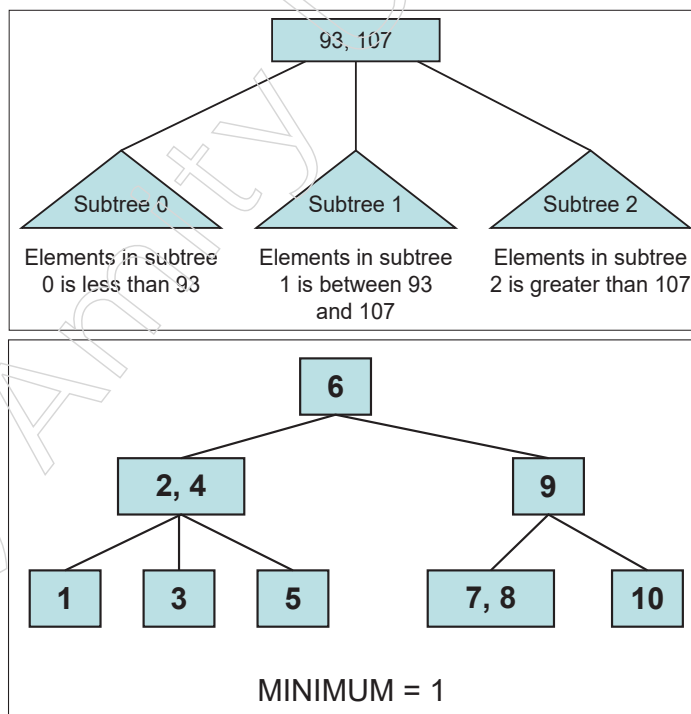 93, 107
Subtree 0 Subtree 1 Subtree 2
Elements in subtree
0 is less than 93
Elements in subtree
1 is between 93
and 107
Elements in subtree
2 is greater than 107
6
2, 4 9
1 3 5 7, 8 10
MINIMUM = 1
Amity